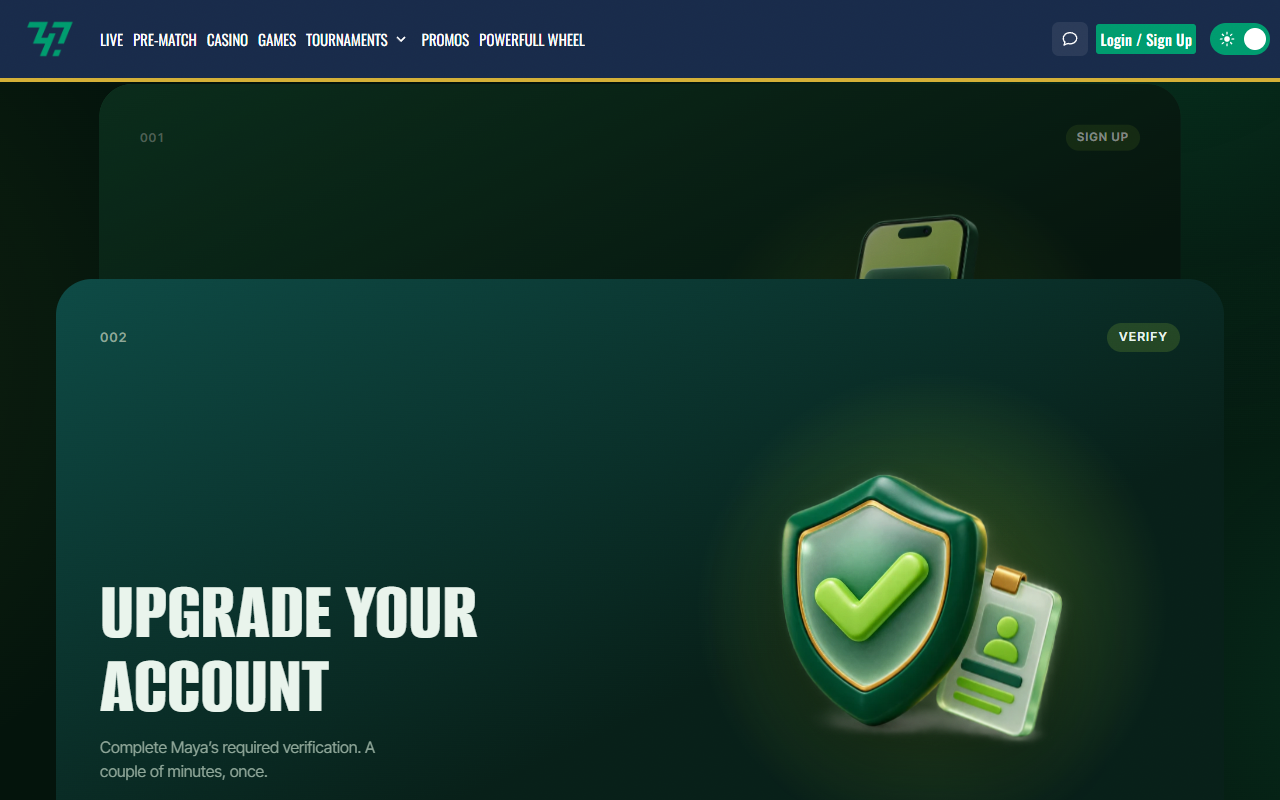 747
LIVE PRE-MATCH CASINO GAMES TOURNAMENTS PROMOS POWERFULL WHEEL
Login / Sign Up
001
SIGN UP
002
VERIFY
UPGRADE YOUR
ACCOUNT
Complete Maya's required verification. A
couple of minutes, once.